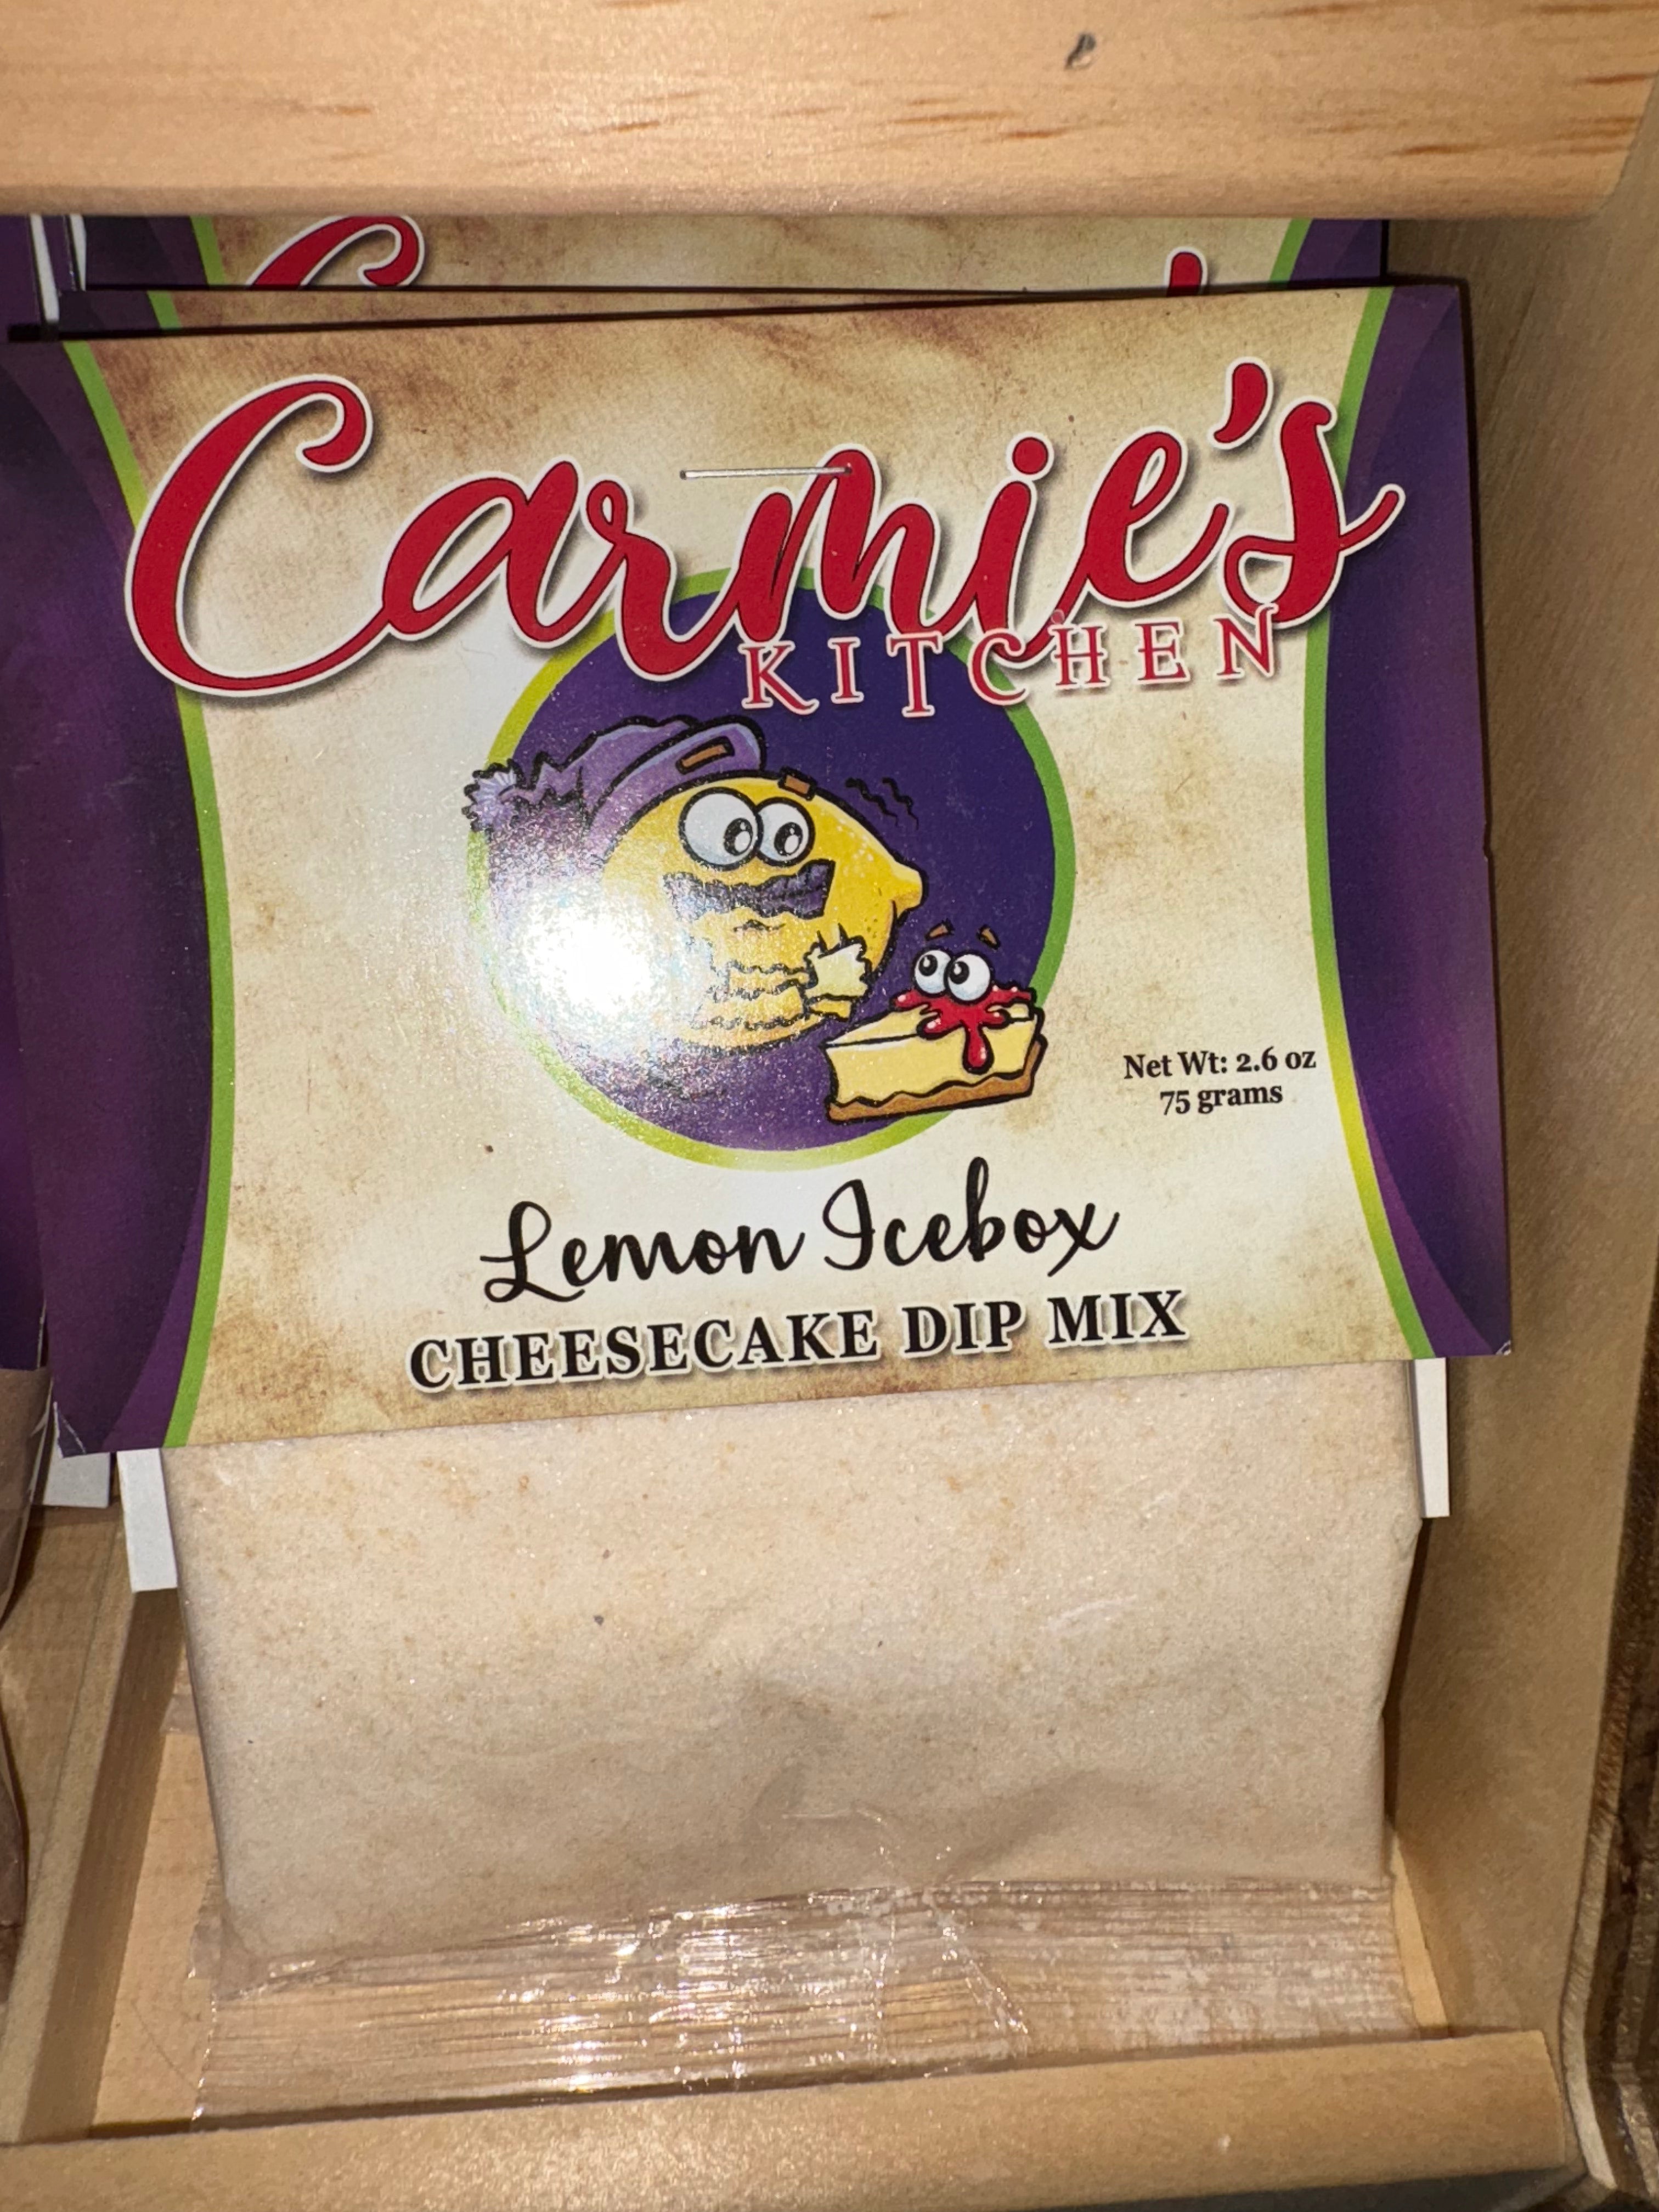 Carmie's
KITCHEN
Net Wt: 2.6 oz
75 grams
Lemon Icebox
CHEESECAKE DIP MIX